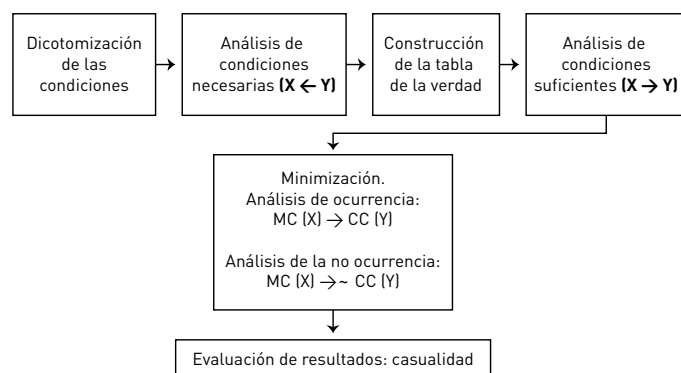 Dicotomización
de las
condiciones
Análisis de
condiciones
necesarias (X ← Y)
Construcción
de la tabla
de la verdad
Análisis de
condiciones
suficientes (X → Y)
Minimización.
Análisis de ocurrencia:
MC (X) → CC (Y)
Análisis de la no ocurrencia:
MC (X) →~ CC (Y)
Evaluación de resultados: casualidad